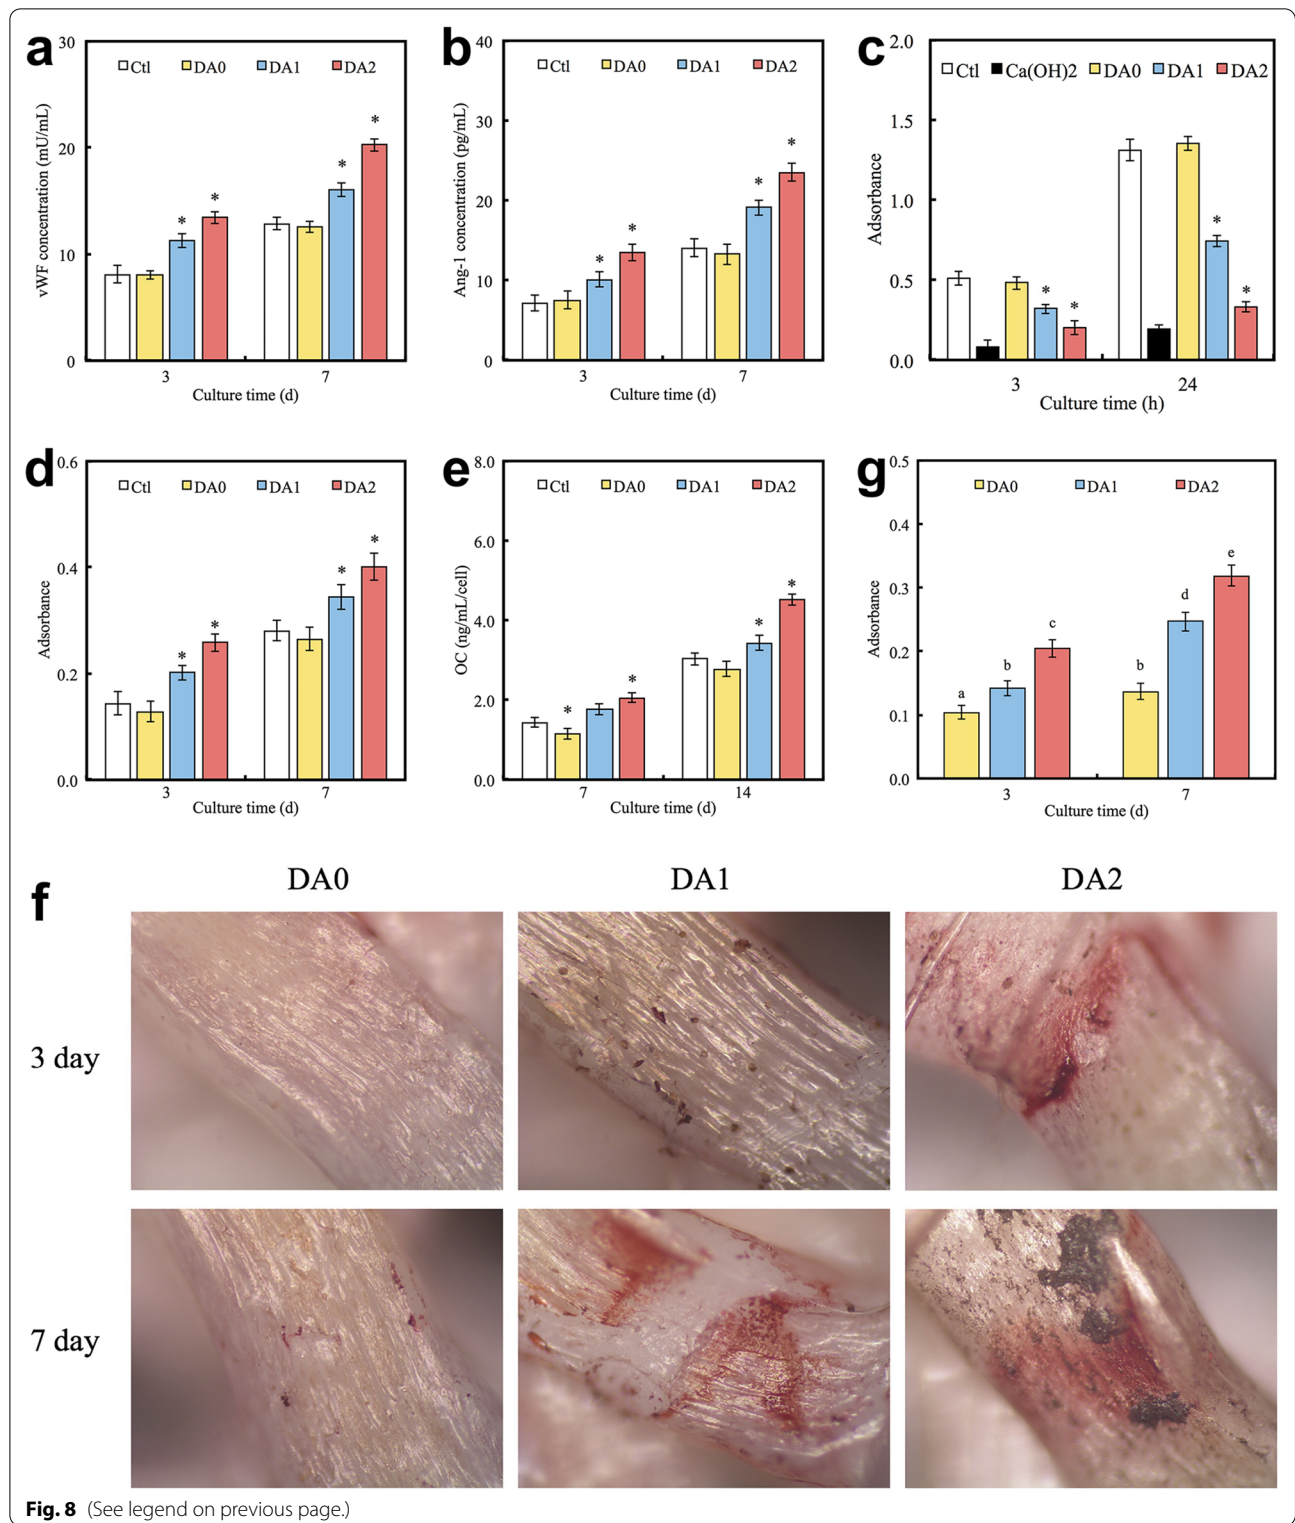 a
30
20
10
0
vWF concentration (mU/mL)
Ctl DA0 DA1 DA2
* * * *
3 7
Culture time (d)
b
40
30
20
10
0
Ang-1 concentration (pg/mL)
Ctl DA0 DA1 DA2
* * * *
3 7
Culture time (d)
c
2.0
1.5
1.0
0.5
0.0
Adsorbance
Ctl Ca(OH)2 DA0 DA1 DA2
* * * *
3 24
Culture time (h)
d
0.6
0.4
0.2
0.0
Adsorbance
Ctl DA0 DA1 DA2
* * * *
3 7
Culture time (d)
e
8.0
6.0
4.0
2.0
0.0
OC (ng/mL/cell)
Ctl DA0 DA1 DA2
* * * *
7 14
Culture time (d)
g
0.5
0.4
0.3
0.2
0.1
0.0
Adsorbance
DA0 DA1 DA2
a b c b d e
3 7
Culture time (d)
f
DA0 DA1 DA2
3 day
7 day
Fig. 8 (See legend on previous page.)